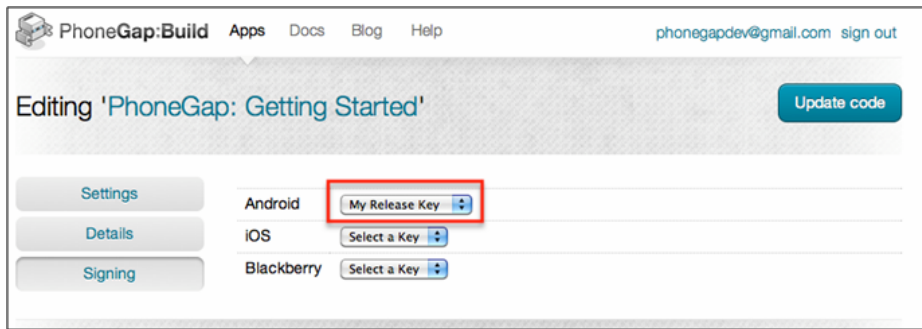 PhoneGap:Build Apps Docs Blog Help phonegapdev@gmail.com sign out
Editing 'PhoneGap: Getting Started' Update code
Settings
Details
Signing
Android My Release Key
iOS Select a Key
Blackberry Select a Key